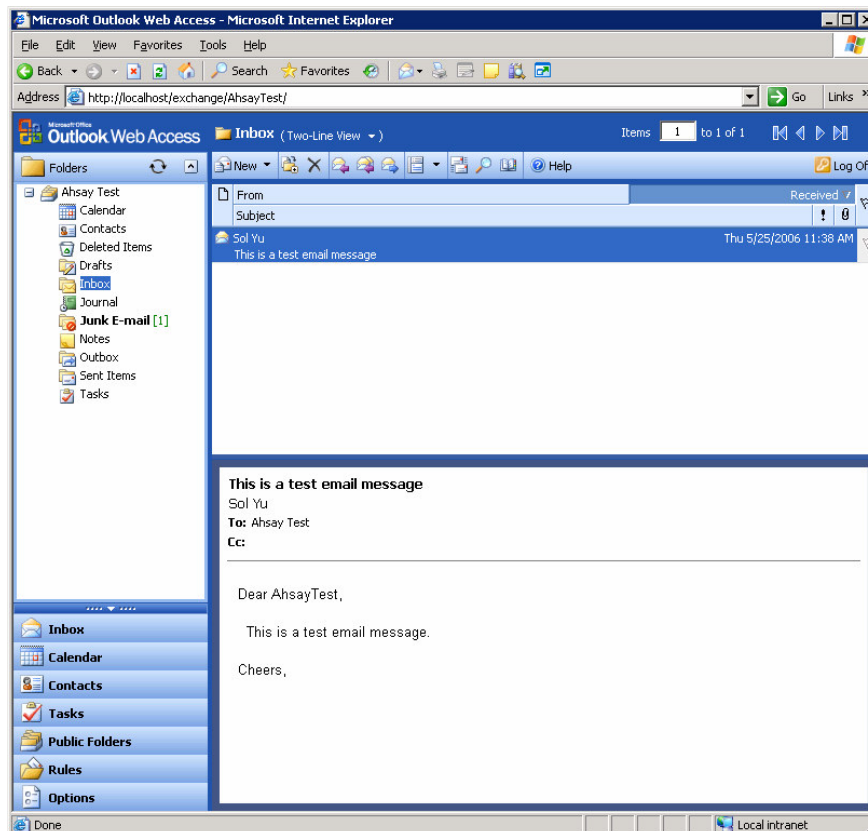 Microsoft Outlook Web Access - Microsoft Internet Explorer
File Edit View Favorites Tools Help
Back Search Favorites
Address http://localhost/exchange/AhsayTest/ Go Links »
Microsoft Office
Outlook Web Access
Inbox (Two-Line View ) Items 1 to 1 of 1
Folders
New Help Log Of
Ahsay Test
Calendar
Contacts
Deleted Items
Drafts
Inbox
Journal
Junk E-mail [1]
Notes
Outbox
Sent Items
Tasks
From Received
Subject !
Sol Yu Thu 5/25/2006 11:38 AM
This is a test email message
This is a test email message
Sol Yu
To: Ahsay Test
Cc:
Dear AhsayTest,
This is a test email message.
Cheers,
Inbox
Calendar
Contacts
Tasks
Public Folders
Rules
Options
Done Local intranet